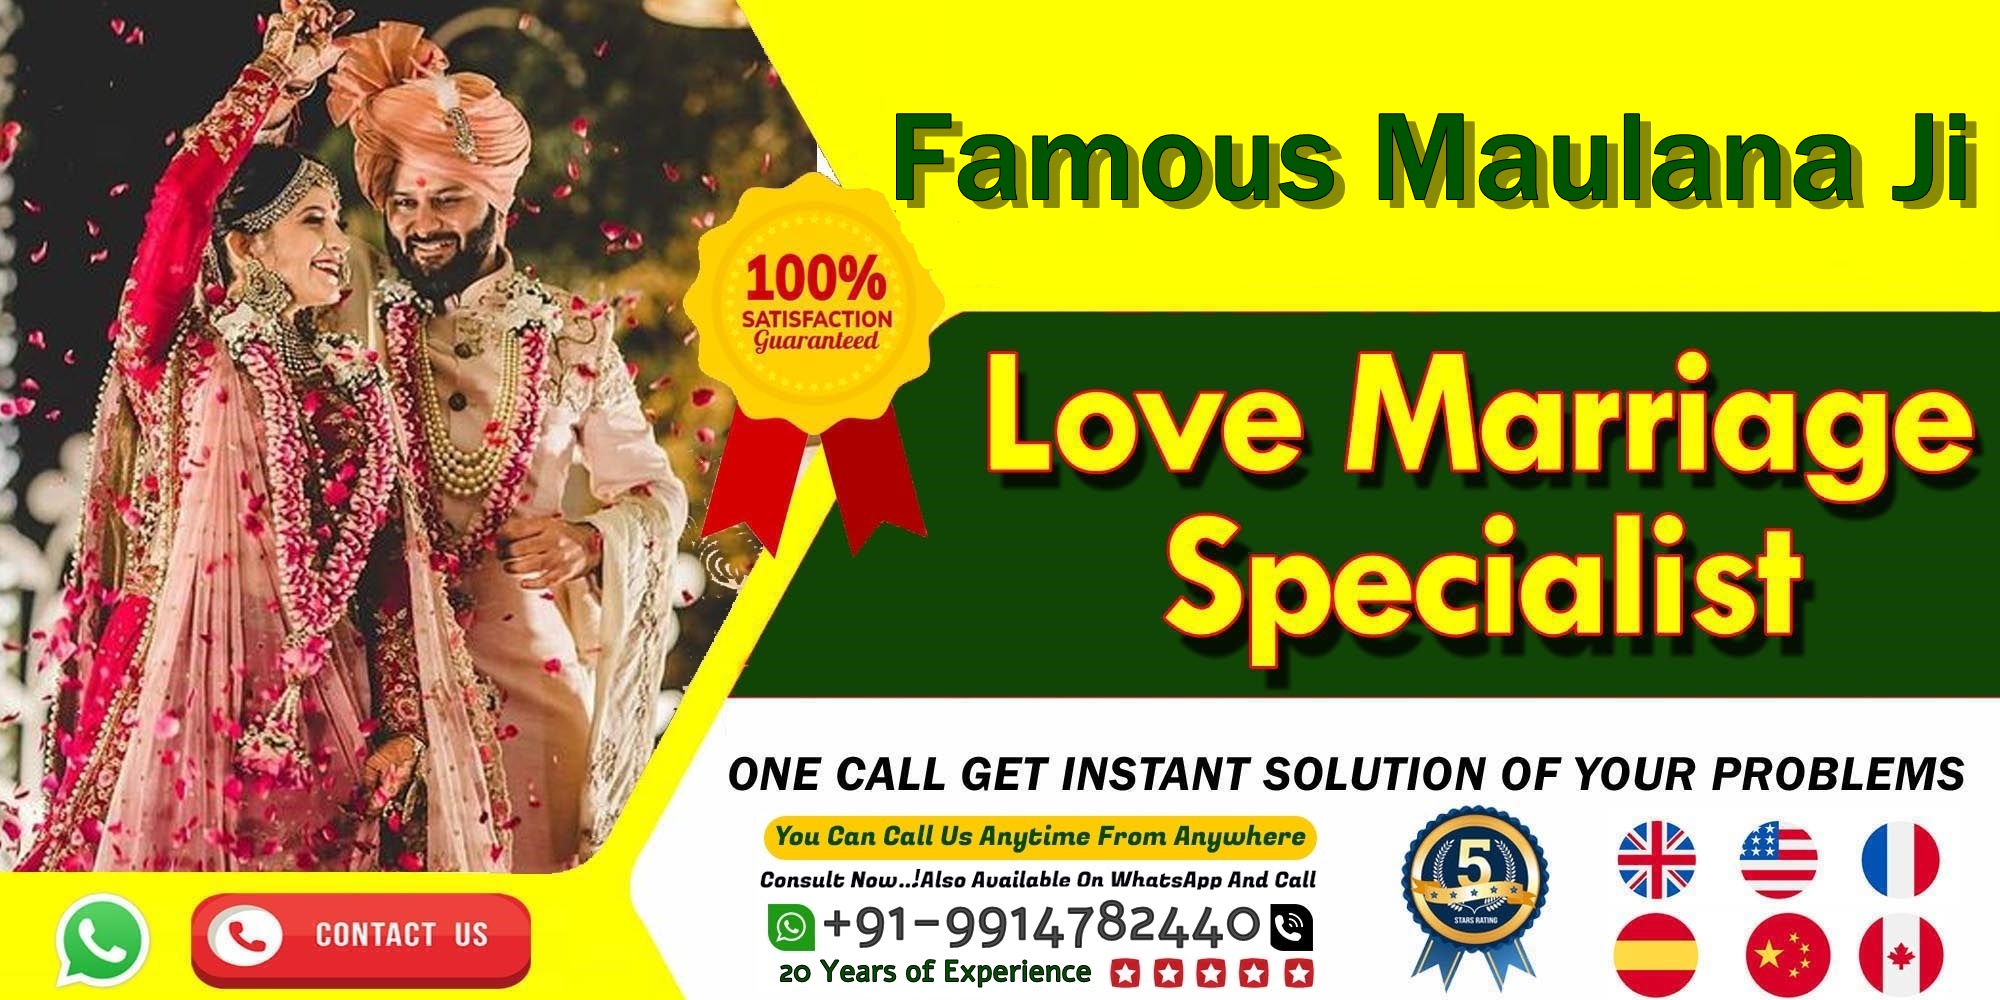 Famous Maulana Ji
100%
SATISFACTION
Guaranteed
Love Marriage
Specialist
ONE CALL GET INSTANT SOLUTION OF YOUR PROBLEMS
You Can Call Us Anytime From Anywhere
Consult Now..!Also Available On WhatsApp And Call
+91-9914782440
20 Years of Experience
5
STARS RATING
CONTACT US